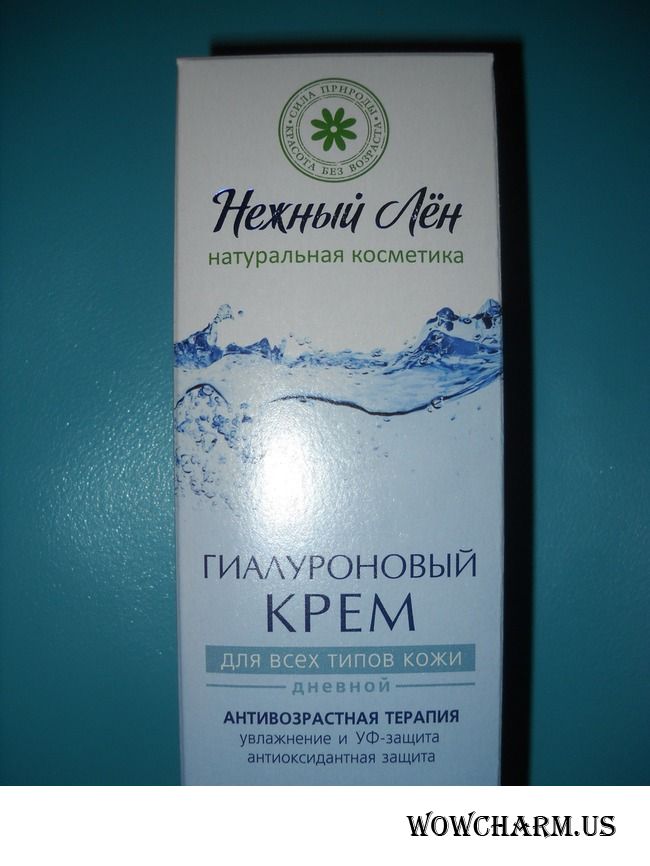 СИЛА ПРИРОДЫ
КРАСОТА БЕЗ ВОЗРАСТА
Нежный Лён
натуральная косметика
ГИАЛУРОНОВЫЙ
КРЕМ
для всех типов кожи
дневной
АНТИВОЗРАСТНАЯ ТЕРАПИЯ
увлажнение и УФ-защита
антиоксидантная защита
WOWCHARM.US